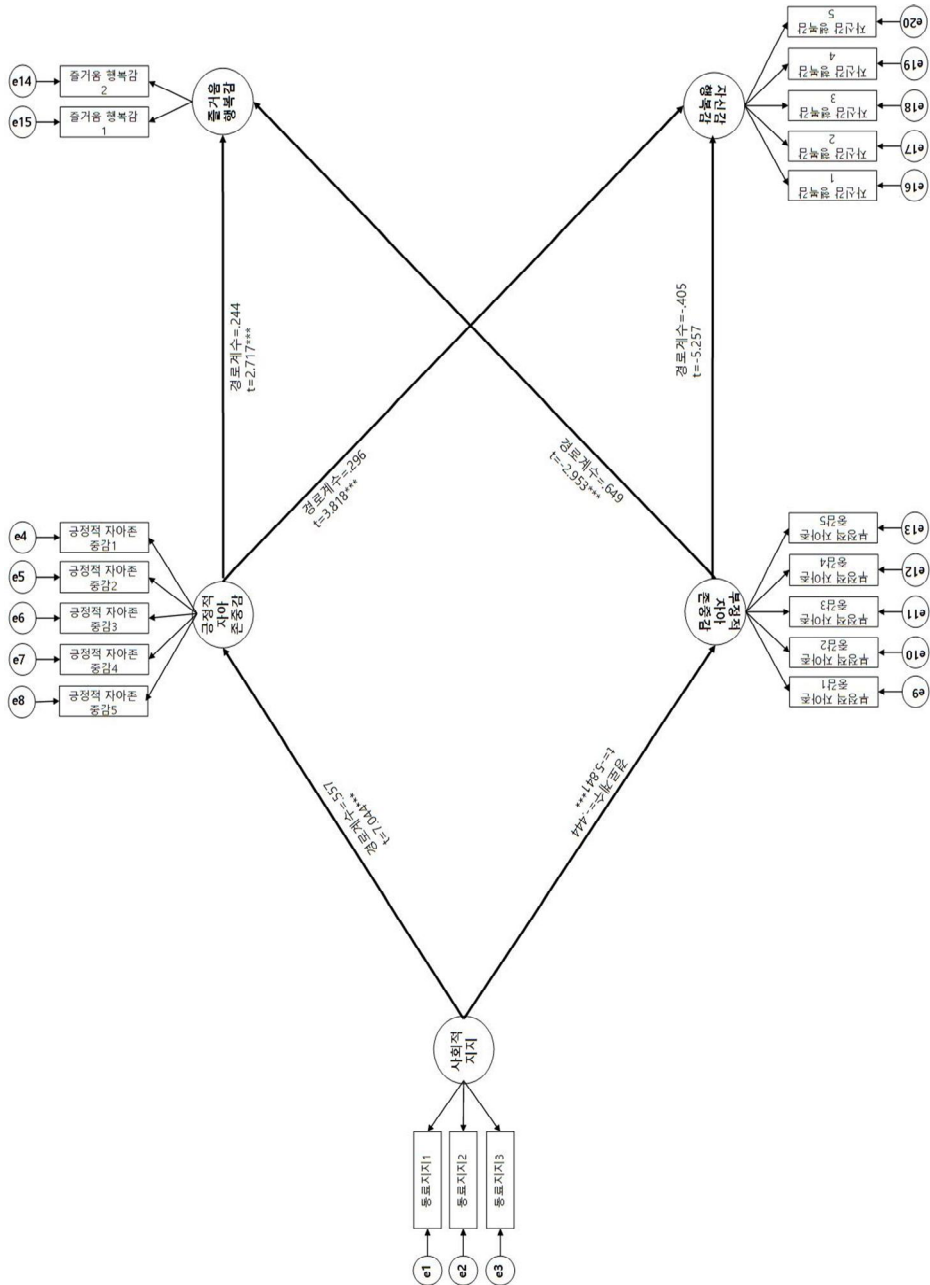 e14
즐거움 행복감
2
e15
즐거움 행복감
1
즐거움
행복감
e20
자신감 행복감
5
e19
자신감 행복감
4
e18
자신감 행복감
3
e17
자신감 행복감
2
e16
자신감 행복감
1
자신감
행복감
경로계수=.244
t=2.717***
경로계수=.296
t=3.818***
경로계수=.649
t=-2.953***
경로계수=-.405
t=-5.257
e4
긍정적 자아존
중감1
e5
긍정적 자아존
중감2
e6
긍정적 자아존
중감3
e7
긍정적 자아존
중감4
e8
긍정적 자아존
중감5
긍정적
자아
존중감
e13
부정적 자아존
중감5
e12
부정적 자아존
중감4
e11
부정적 자아존
중감3
e10
부정적 자아존
중감2
e9
부정적 자아존
중감1
부정적
자아
존중감
경로계수=.557
t=7.044***
경로계수=-.444
t=-5.841***
사회적
지지
동료지지1
동료지지2
동료지지3
e1
e2
e3